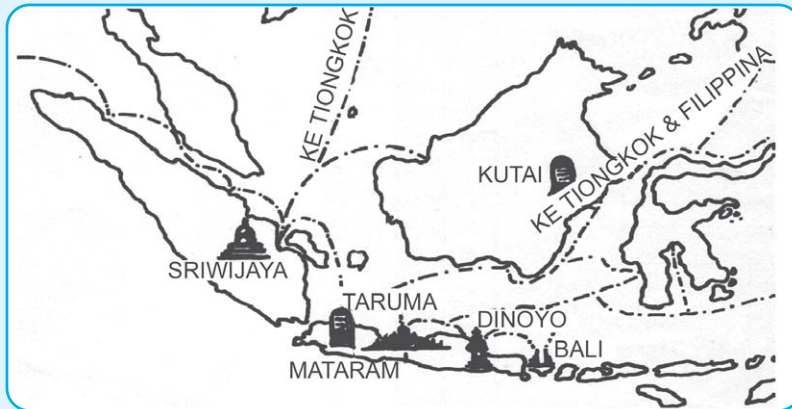 KE TIONGKOK
KE TIONGKOK & FILIPPINA
KUTAI
SRIWIJAYA
TARUMA
DINOYO
MATARAM
BALI